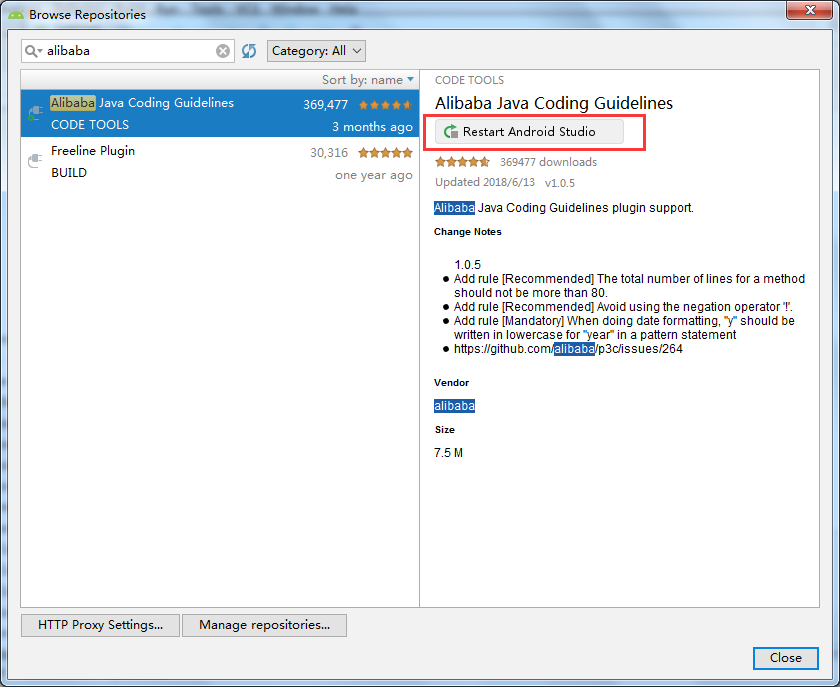 Browse Repositories
alibaba
Category: All
Sort by: name
Alibaba Java Coding Guidelines
369,477
CODE TOOLS
3 months ago
Freeline Plugin
30,316
BUILD
one year ago
CODE TOOLS
Alibaba Java Coding Guidelines
Restart Android Studio
369477 downloads
Updated 2018/6/13 v1.0.5
Alibaba Java Coding Guidelines plugin support.
Change Notes
1.0.5
Add rule [Recommended] The total number of lines for a method
should not be more than 80.
Add rule [Recommended] Avoid using the negation operator '!'.
Add rule [Mandatory] When doing date formatting, "y" should be
written in lowercase for "year" in a pattern statement
https://github.com/alibaba/p3c/issues/264
Vendor
alibaba
Size
7.5 M
HTTP Proxy Settings...
Manage repositories...
Close